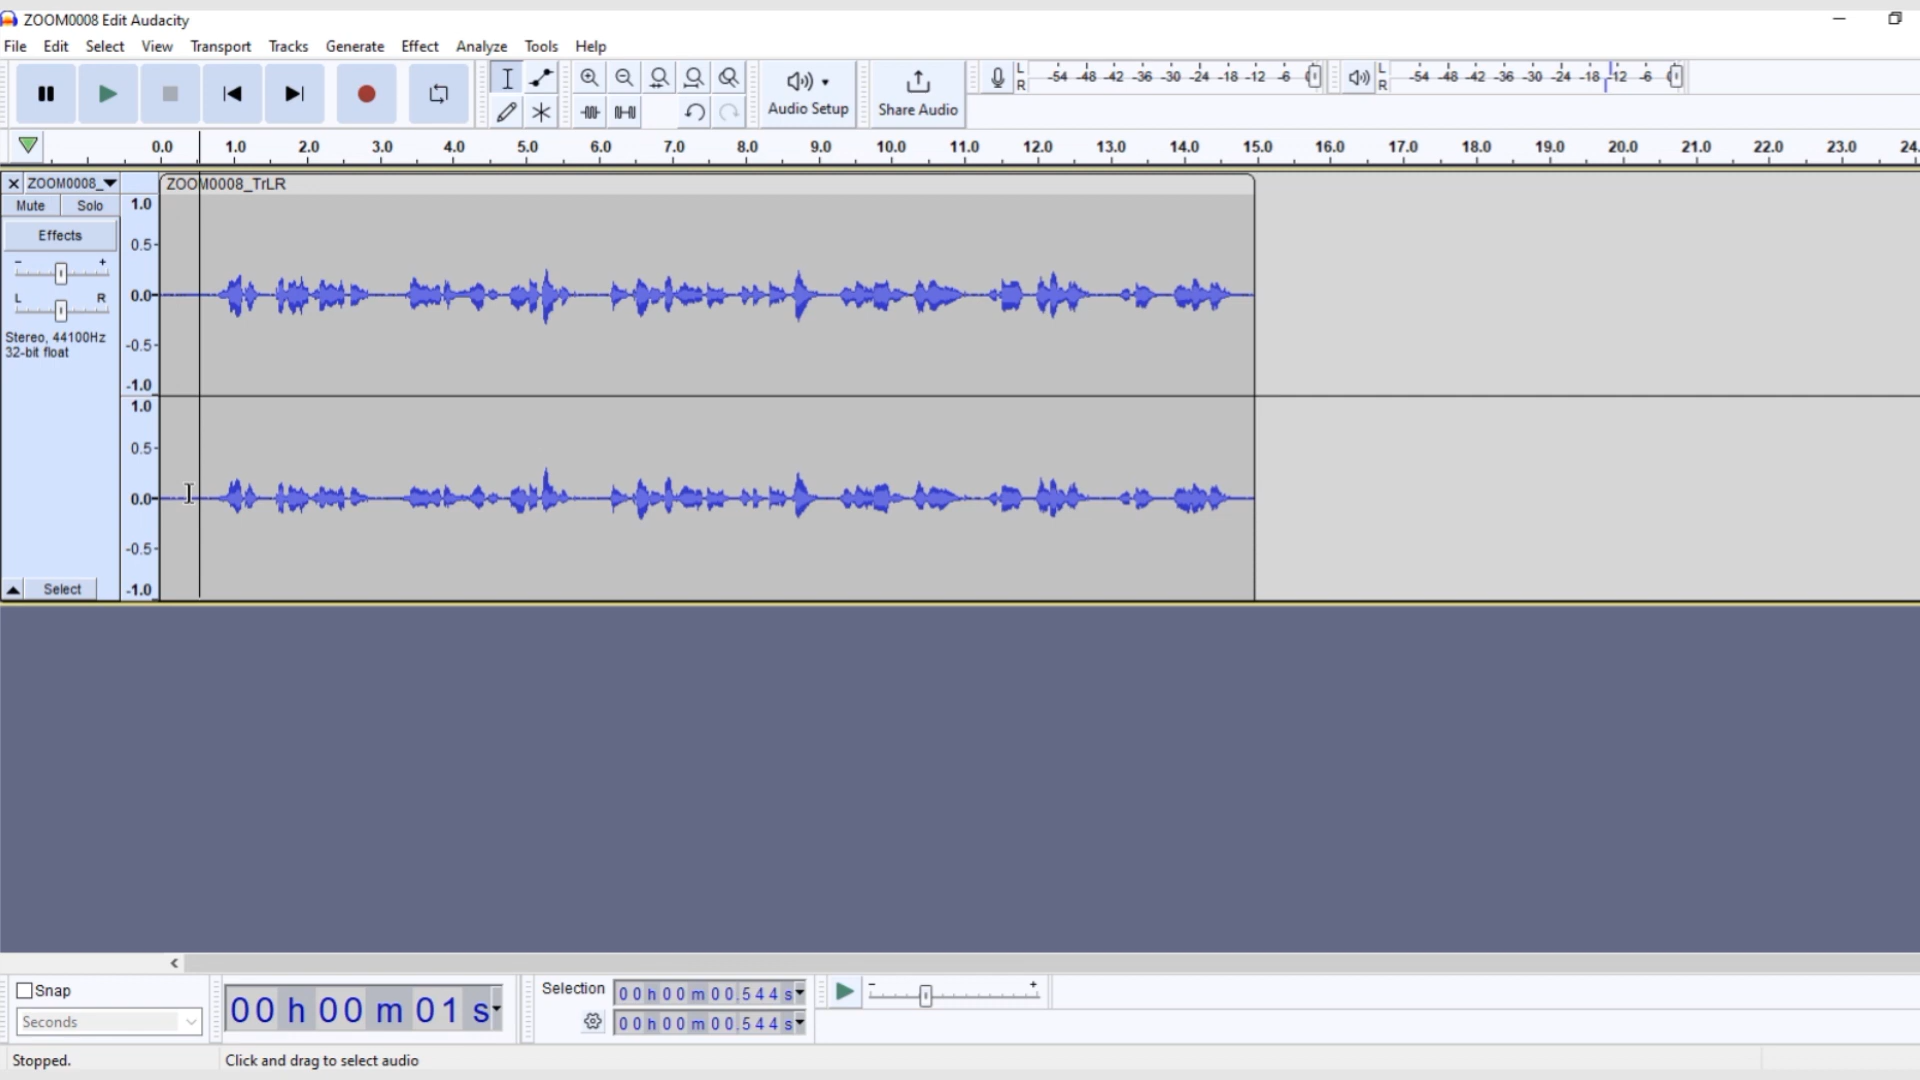 ZOOM0008 Edit Audacity
File Edit Select View Transport Tracks Generate Effect Analyze Tools Help
L R -54 -48 -42 -36 -30 -24 -18 -12 -6 0
L R -54 -48 -42 -36 -30 -24 -18 -12 -6 0
Audio Setup
Share Audio
0.0 1.0 2.0 3.0 4.0 5.0 6.0 7.0 8.0 9.0 10.0 11.0 12.0 13.0 14.0 15.0 16.0 17.0 18.0 19.0 20.0 21.0 22.0 23.0 24.
ZOOM0008_
ZOOM0008_TrLR
Mute Solo
Effects
- +
L R
Stereo, 44100Hz
32-bit float
1.0
0.5-
0.0-
-0.5-
-1.0
1.0
0.5-
0.0-
-0.5-
-1.0
Select
Snap
Seconds
00 h 00 m 01 s
Selection
00 h 00 m 00.544 s
00 h 00 m 00.544 s
- +
Stopped.
Click and drag to select audio